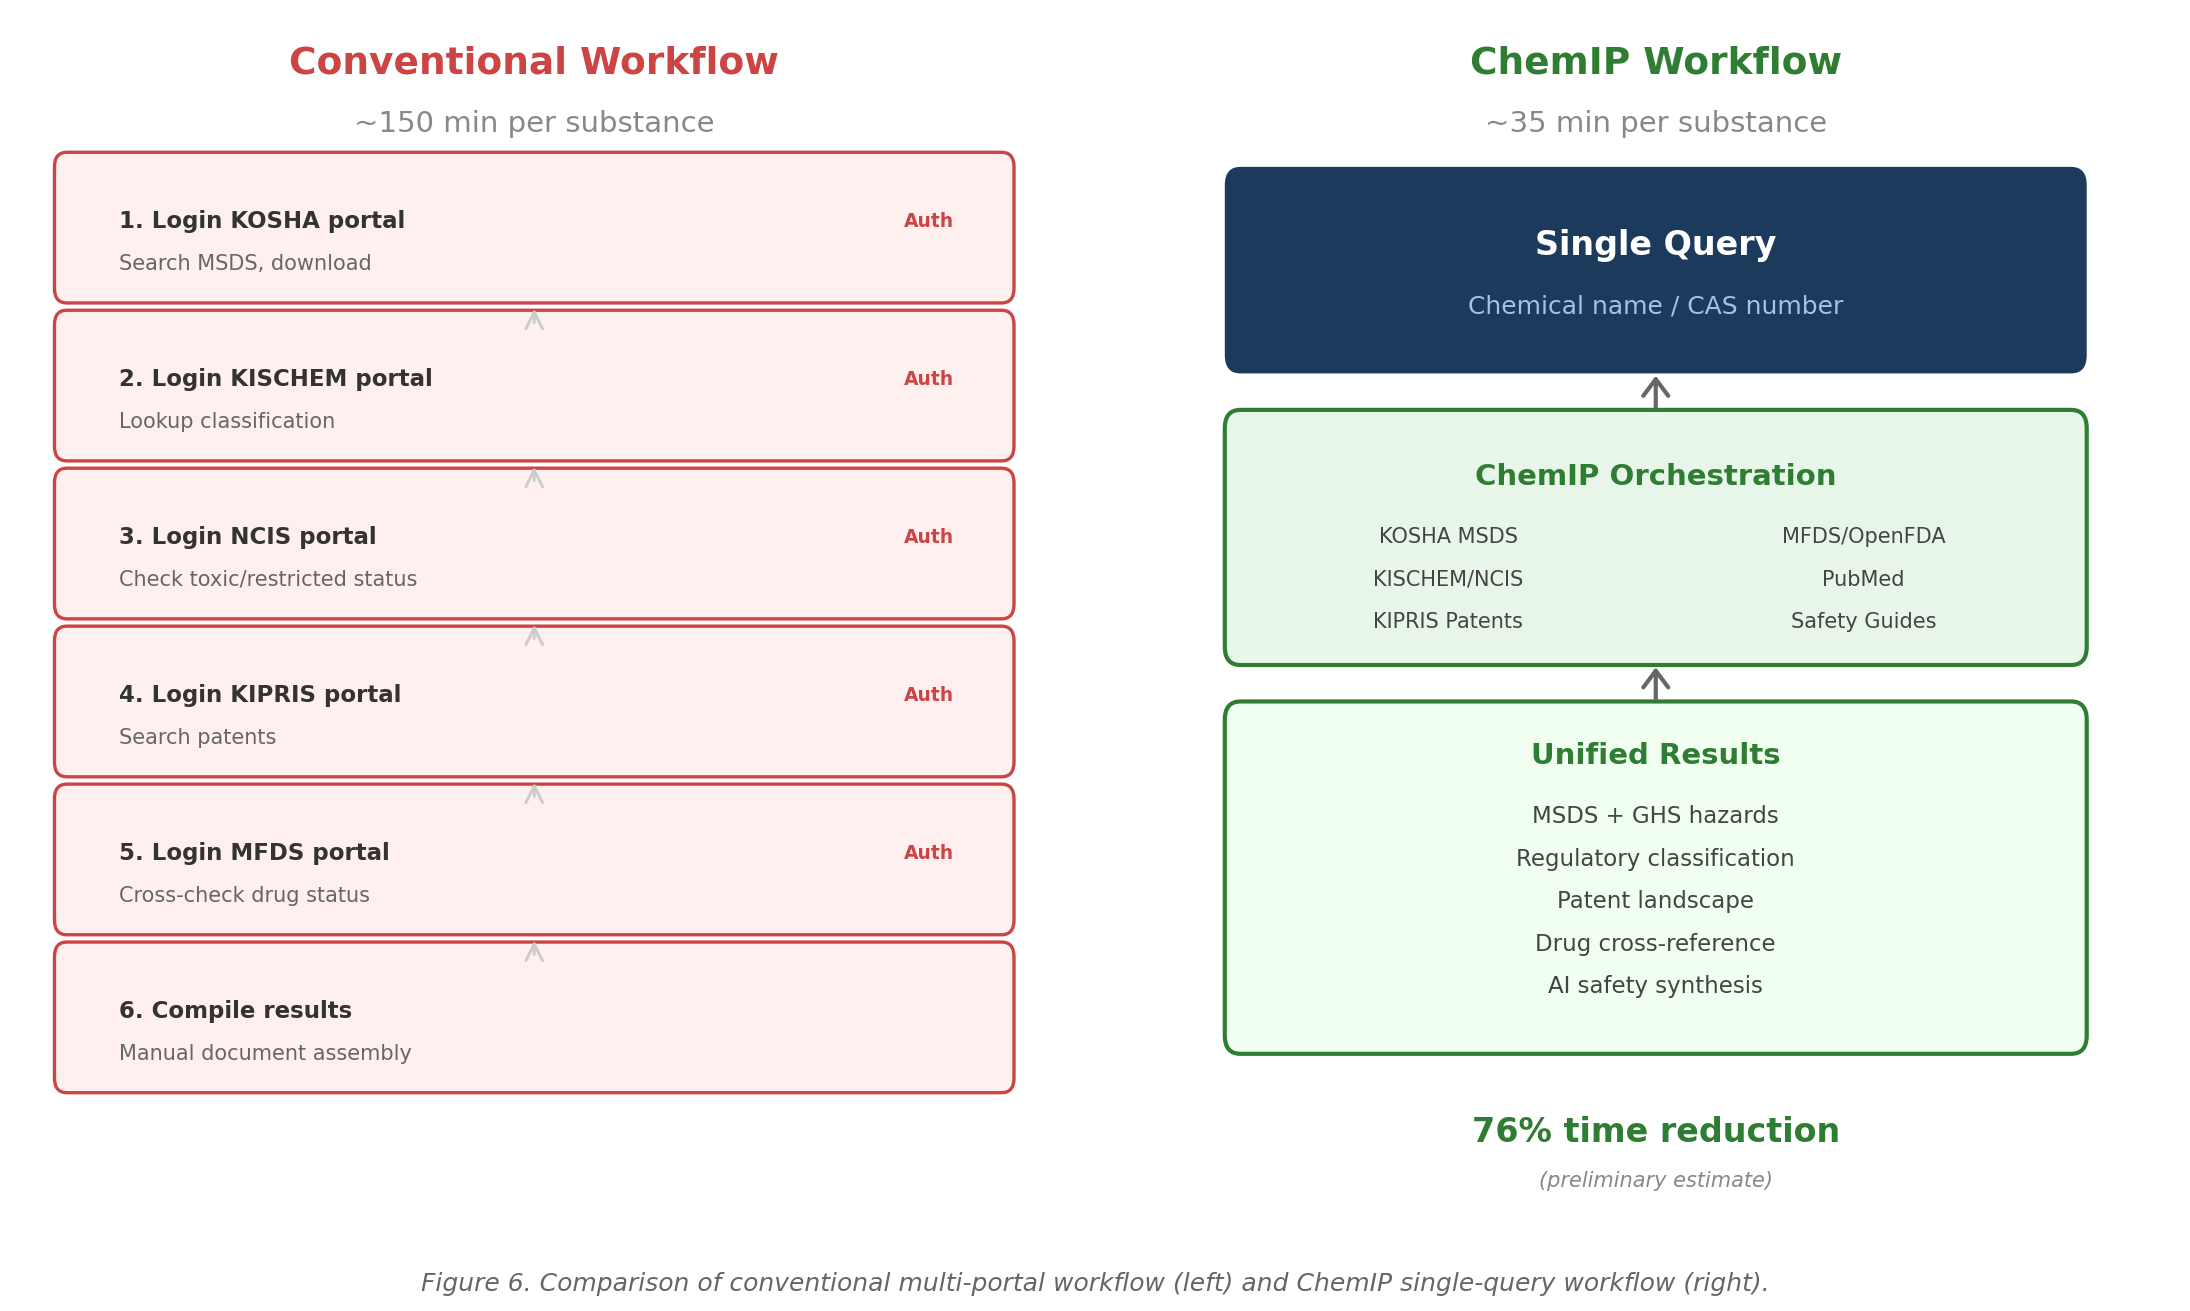 Conventional Workflow
~150 min per substance
1. Login KOSHA portal
Auth
Search MSDS, download
2. Login KISCHEM portal
Auth
Lookup classification
3. Login NCIS portal
Auth
Check toxic/restricted status
4. Login KIPRIS portal
Auth
Search patents
5. Login MFDS portal
Auth
Cross-check drug status
6. Compile results
Manual document assembly
ChemIP Workflow
~35 min per substance
Single Query
Chemical name / CAS number
ChemIP Orchestration
KOSHA MSDS
KISCHEM/NCIS
KIPRIS Patents
MFDS/OpenFDA
PubMed
Safety Guides
Unified Results
MSDS + GHS hazards
Regulatory classification
Patent landscape
Drug cross-reference
AI safety synthesis
76% time reduction
(preliminary estimate)
Figure 6. Comparison of conventional multi-portal workflow (left) and ChemIP single-query workflow (right).